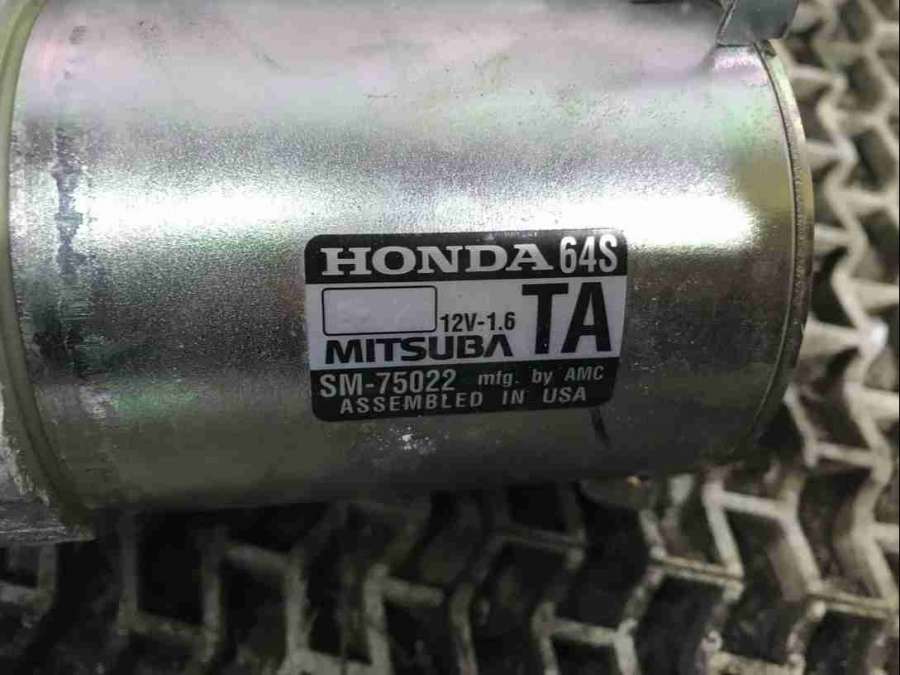 HONDA 64S
12V-1.6 TA
MITSUBA
SM-75022 mfg. by AMC
ASSEMBLED IN USA